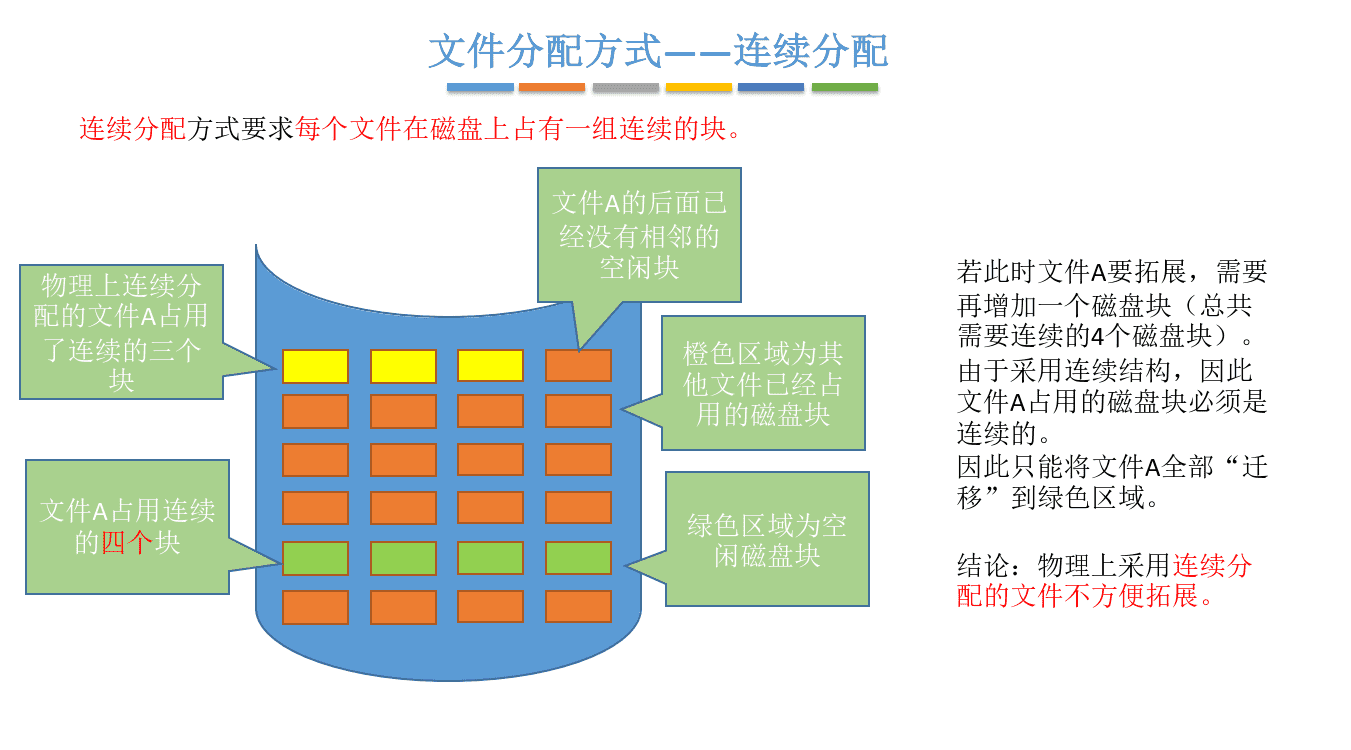 文件分配方式——连续分配
连续分配方式要求每个文件在磁盘上占有一组连续的块。
文件A的后面已
经没有相邻的
空闲块
物理上连续分
配的文件A占用
了连续的三个
块
橙色区域为其
他文件已经占
用的磁盘块
文件A占用连续
的四个块
绿色区域为空
闲磁盘块
若此时文件A要拓展，需要
再增加一个磁盘块（总共
需要连续的4个磁盘块）。
由于采用连续结构，因此
文件A占用的磁盘块必须是
连续的。
因此只能将文件A全部“迁
移”到绿色区域。
结论：物理上采用连续分
配的文件不方便拓展。